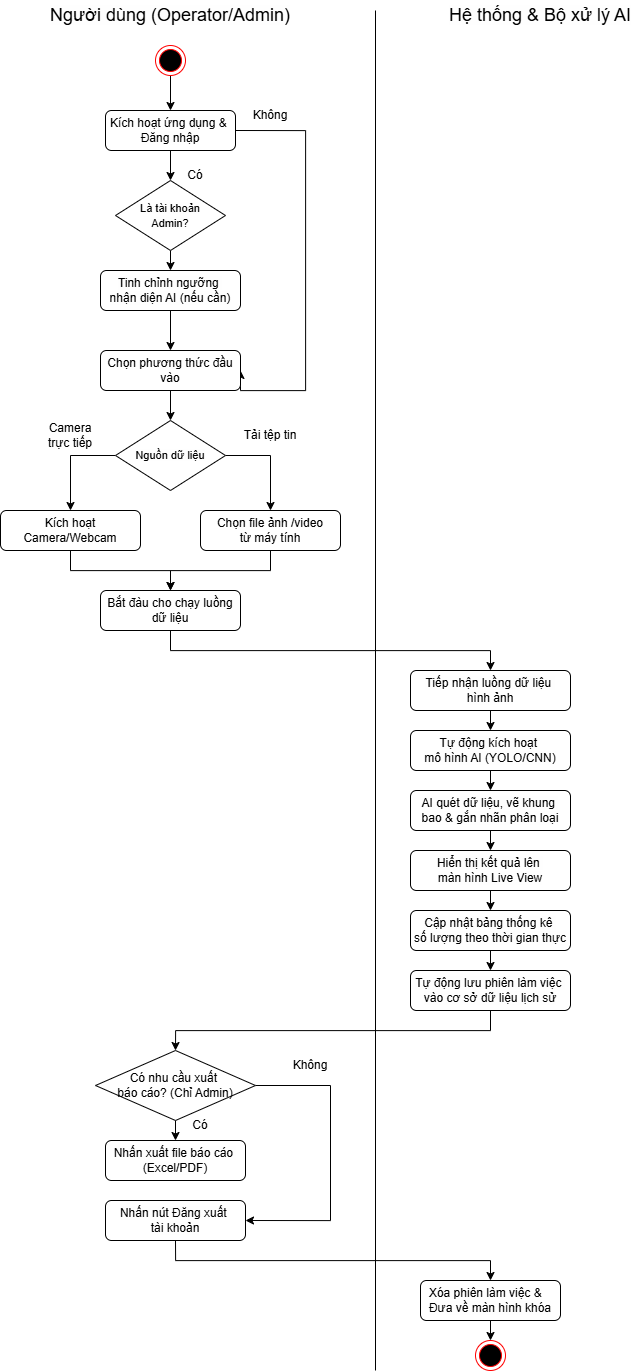 Người dùng (Operator/Admin)
Hệ thống & Bộ xử lý AI
Kích hoạt ứng dụng &
Đăng nhập
Không
Có
Là tài khoản
Admin?
Tinh chỉnh ngưỡng
nhận diện AI (nếu cần)
Chọn phương thức đầu
vào
Camera
trực tiếp
Nguồn dữ liệu
Tải tệp tin
Kích hoạt
Camera/Webcam
Chọn file ảnh /video
từ máy tính
Bắt đàu cho chạy luồng
dữ liệu
Tiếp nhận luồng dữ liệu
hình ảnh
Tự động kích hoạt
mô hình AI (YOLO/CNN)
AI quét dữ liệu, vẽ khung
bao & gắn nhãn phân loại
Hiển thị kết quả lên
màn hình Live View
Cập nhật bảng thống kê
số lượng theo thời gian thực
Tự động lưu phiên làm việc
vào cơ sở dữ liệu lịch sử
Có nhu cầu xuất
báo cáo? (Chỉ Admin)
Không
Có
Nhấn xuất file báo cáo
(Excel/PDF)
Nhấn nút Đăng xuất
tài khoản
Xóa phiên làm việc &
Đưa về màn hình khóa